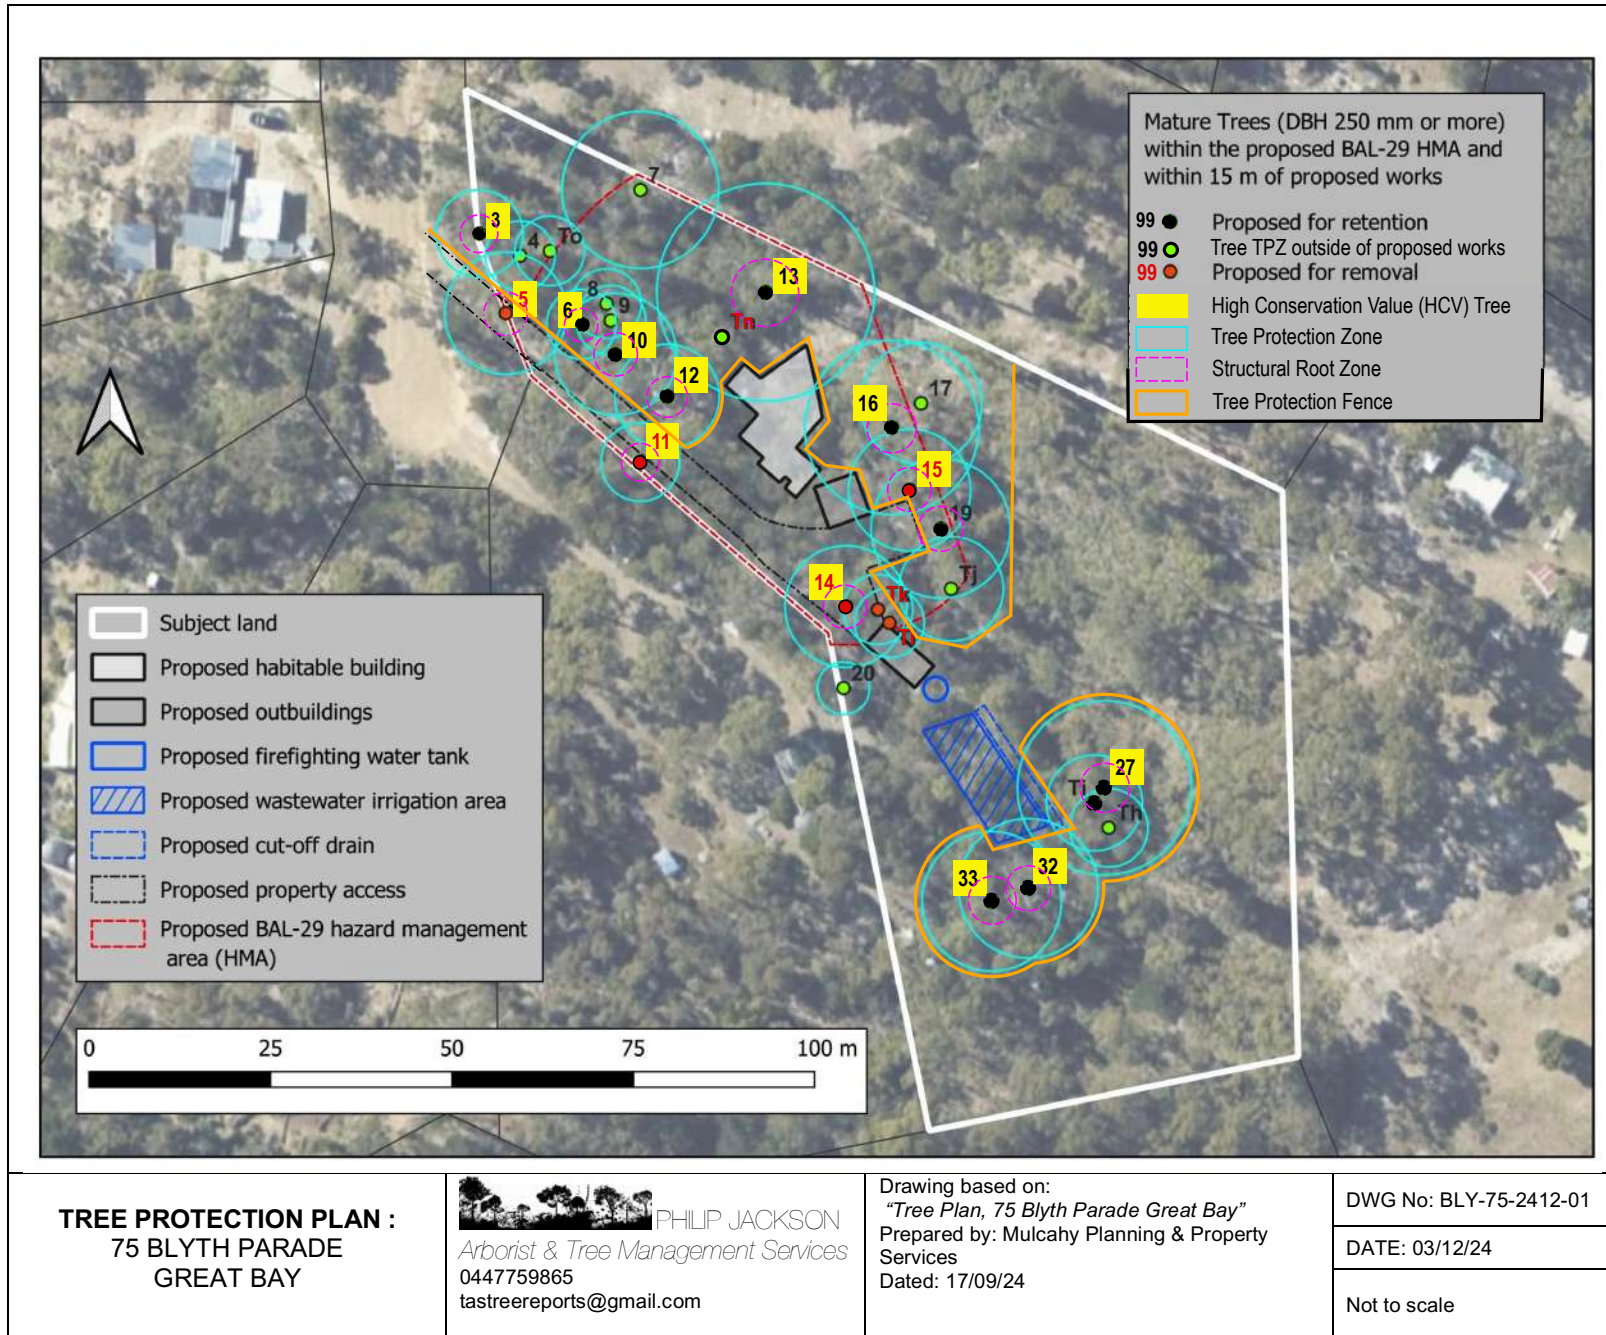 Mature Trees (DBH 250 mm or more)
within the proposed BAL-29 HMA and
within 15 m of proposed works
99 Proposed for retention
99 Tree TPZ outside of proposed works
99 Proposed for removal
High Conservation Value (HCV) Tree
Tree Protection Zone
Structural Root Zone
Tree Protection Fence
7
3
4 To
13
5
8
6 9
Tn
10
12
17
16
11
15
19
Tj
14
Tk
Tl
20
27
Ti
Th
32
33
Subject land
Proposed habitable building
Proposed outbuildings
Proposed firefighting water tank
Proposed wastewater irrigation area
Proposed cut-off drain
Proposed property access
Proposed BAL-29 hazard management
area (HMA)
0 25 50 75 100 m
TREE PROTECTION PLAN :
75 BLYTH PARADE
GREAT BAY
PHILIP JACKSON
Arborist & Tree Management Services
0447759865
tastreereports@gmail.com
Drawing based on:
"Tree Plan, 75 Blyth Parade Great Bay"
Prepared by: Mulcahy Planning & Property
Services
Dated: 17/09/24
DWG No: BLY-75-2412-01
DATE: 03/12/24
Not to scale